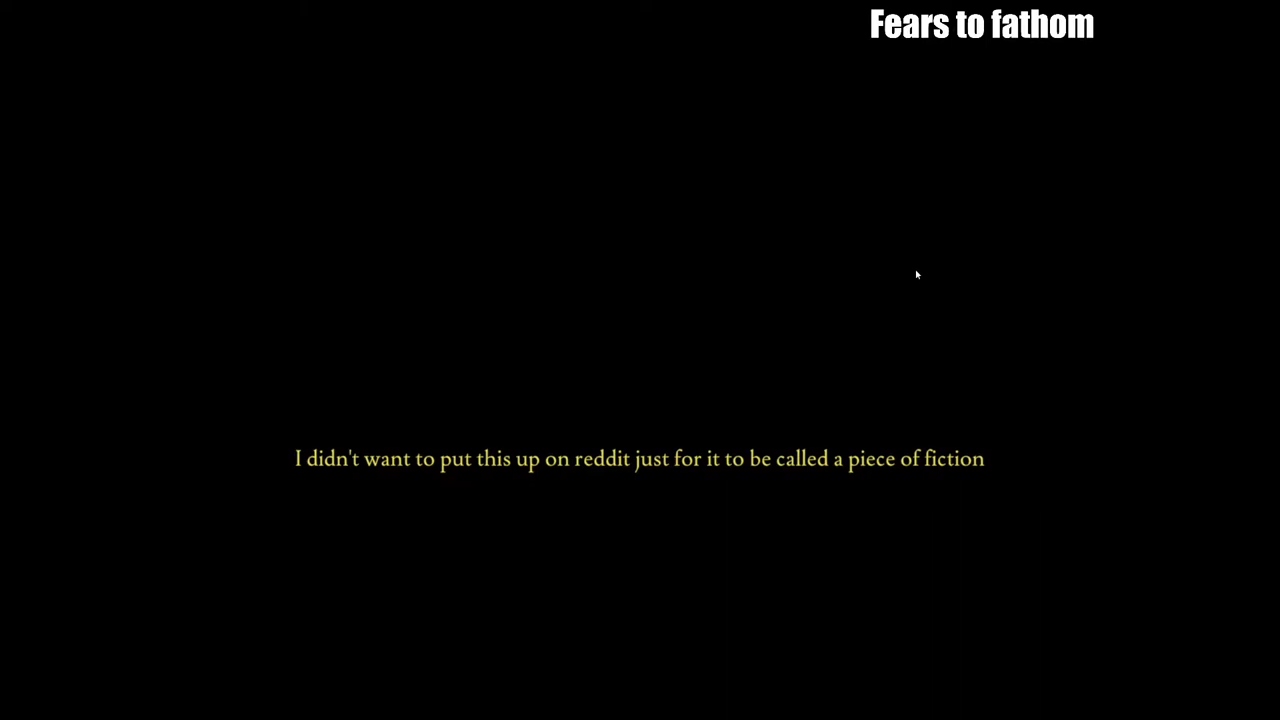 Fears to fathom
I didn't want to put this up on reddit just for it to be called a piece of fiction